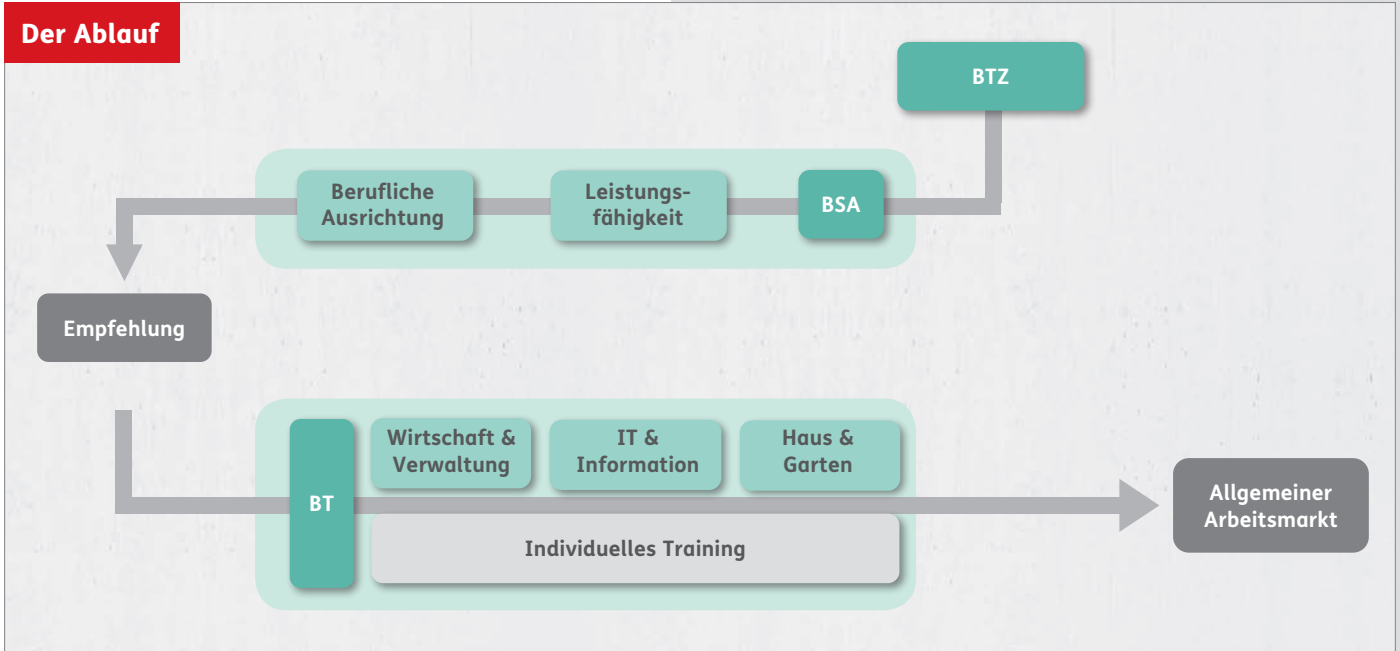 Der Ablauf
BTZ
Berufliche
Ausrichtung
Leistungs-
fähigkeit
BSA
Empfehlung
BT
Wirtschaft &
Verwaltung
IT &
Information
Haus &
Garten
Individuelles Training
Allgemeiner
Arbeitsmarkt